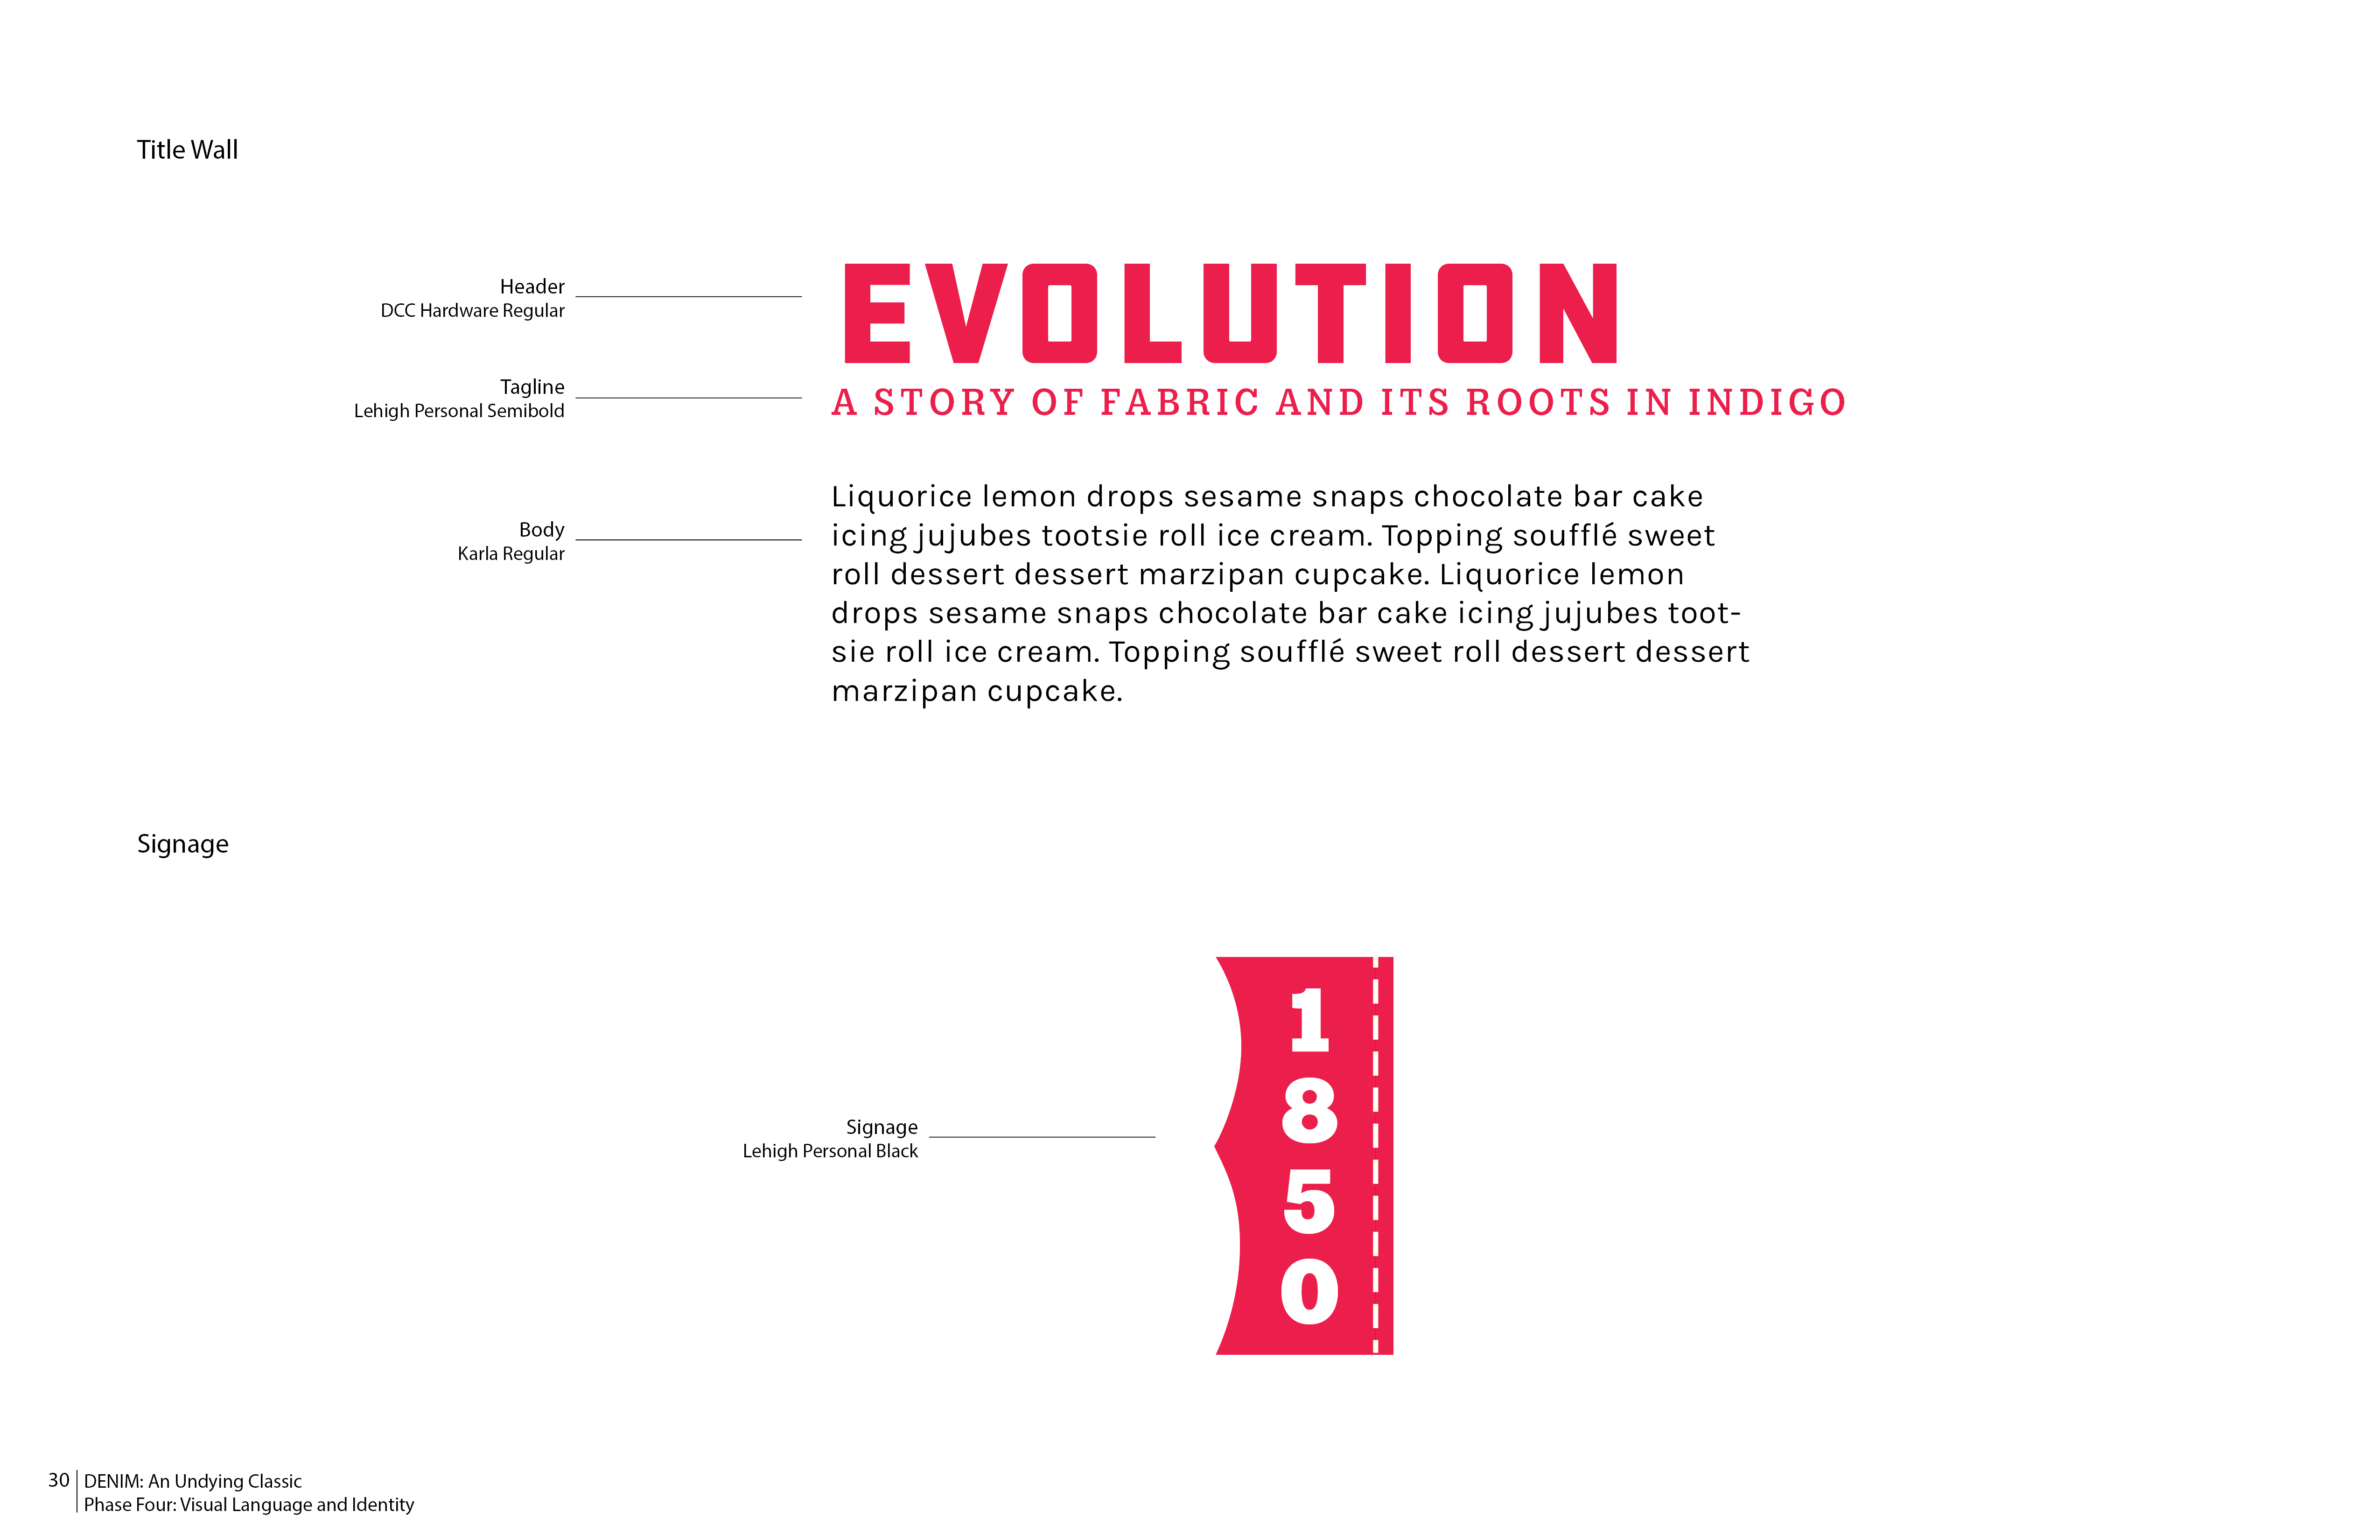 Title Wall
Header
DCC Hardware Regular
EVOLUTION
Tagline
Lehigh Personal Semibold
A STORY OF FABRIC AND ITS ROOTS IN INDIGO
Body
Karla Regular
Liquorice lemon drops sesame snaps chocolate bar cake
icing jujubes tootsie roll ice cream. Topping soufflé sweet
roll dessert dessert marzipan cupcake. Liquorice lemon
drops sesame snaps chocolate bar cake icing jujubes toot-
sie roll ice cream. Topping soufflé sweet roll dessert dessert
marzipan cupcake.
Signage
Signage
Lehigh Personal Black
1
8
5
0
30
DENIM: An Undying Classic
Phase Four: Visual Language and Identity